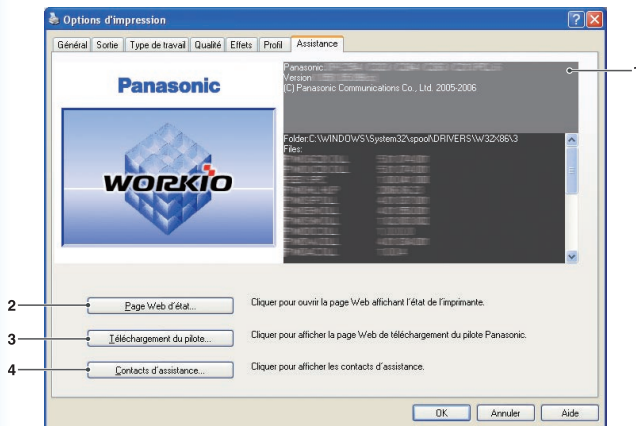 Options d'impression
Général Sortie Type de travail Qualité Effets Profil Assistance
Panasonic
WORKIO
Panasonic
Version
(C) Panasonic Communications Co., Ltd. 2005-2006
Folder:C:\WINDOWS\System32\spool\DRIVERS\W32X86\3
Files:
2
Page Web d'état...
Cliquer pour ouvrir la page Web affichant l'état de l'imprimante.
3
Téléchargement du pilote...
Cliquer pour afficher la page Web de téléchargement du pilote Panasonic.
4
Contacts d'assistance...
Cliquer pour afficher les contacts d'assistance.
OK Annuler Aide